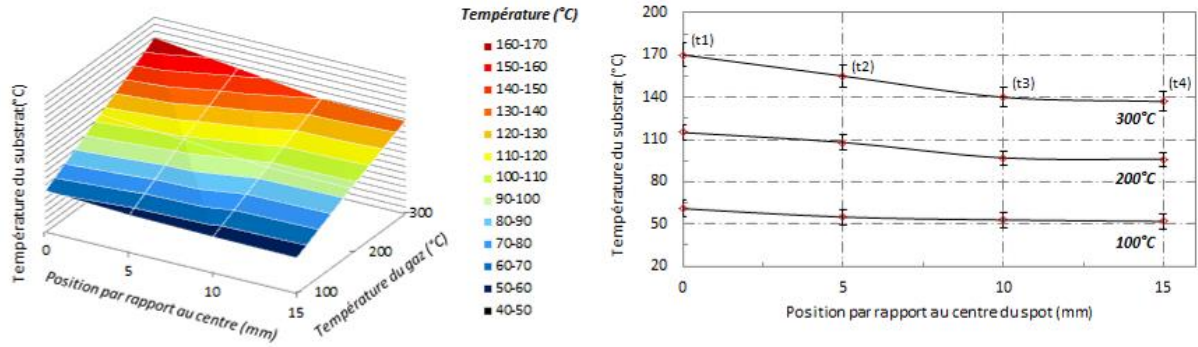 Température (°C)
160-170
150-160
140-150
130-140
120-130
110-120
100-110
90-100
80-90
70-80
60-70
50-60
40-50
Température du substrat(°C)
0
5
10
15
Position par rapport au centre (mm)
100
200
300
Température du gaz (°C)
Température du substrat (°C)
200
170
140
110
80
50
20
(t1)
(t2)
(t3)
(t4)
300°C
200°C
100°C
0
5
10
15
Position par rapport au centre du spot (mm)